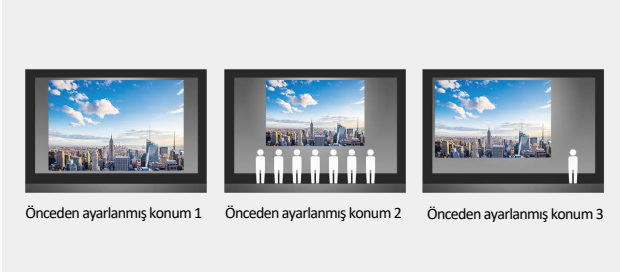 Önceden ayarlanmış konum 1
Önceden ayarlanmış konum 2
Önceden ayarlanmış konum 3